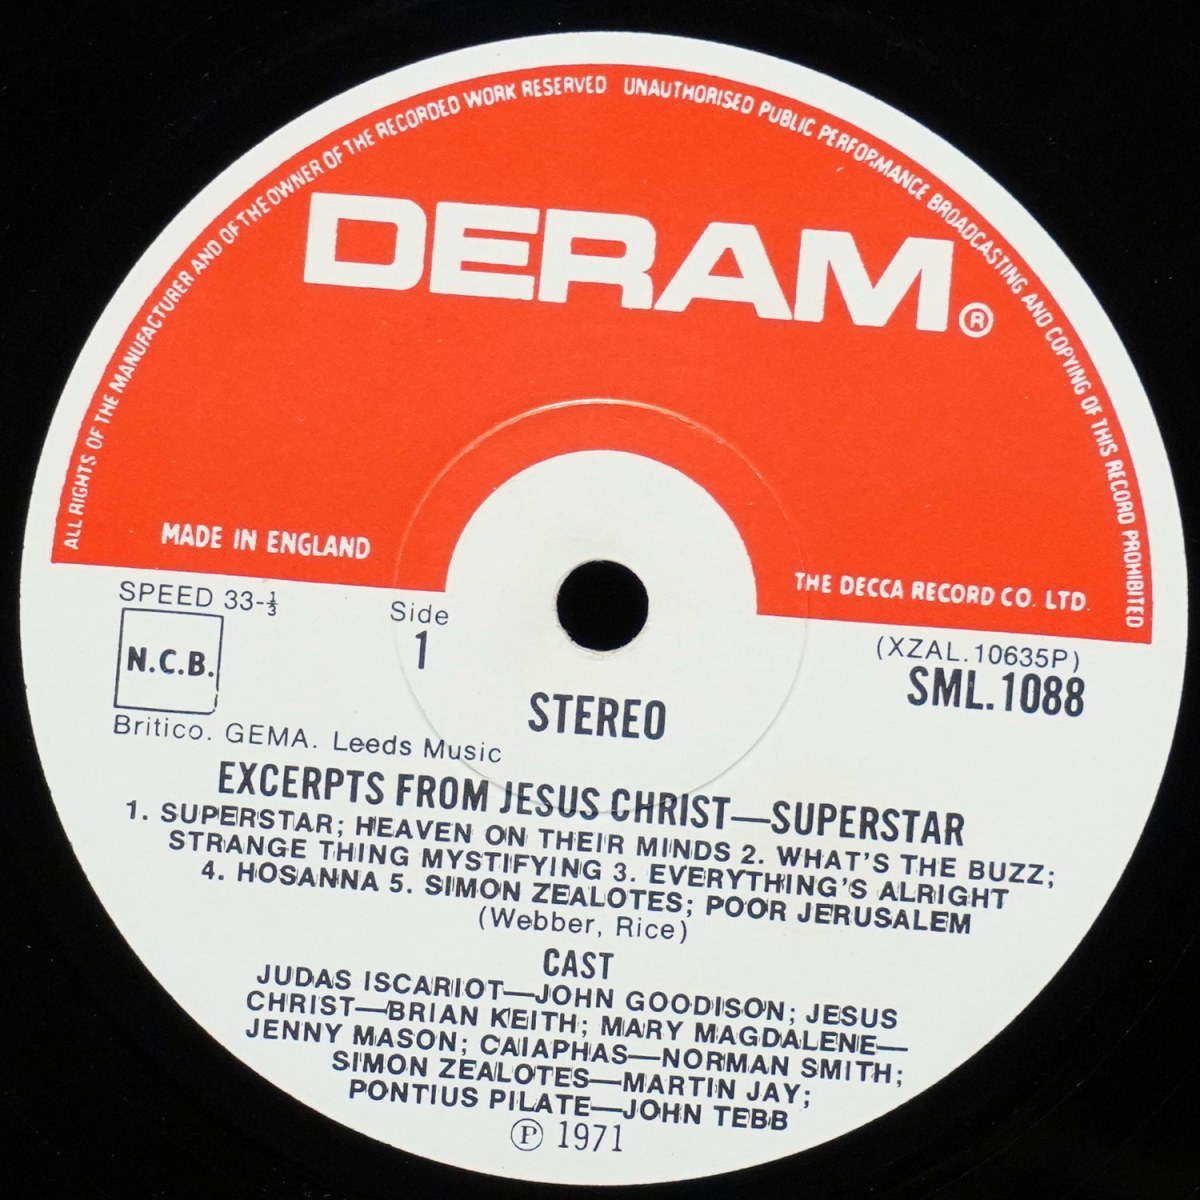 ALL RIGHTS OF THE MANUFACTURER AND OF THE OWNER OF THE RECORDED WORK RESERVED UNAUTHORISED PUBLIC PERFORMANCE BROADCASTING AND COPYING OF THIS RECORD PROHIBITED
DERAM®
MADE IN ENGLAND
THE DECCA RECORD CO. LTD.
SPEED 33-⅓
N.C.B.
Side
1
(XZAL.10635P)
SML.1088
STEREO
Britico. GEMA. Leeds Music
EXCERPTS FROM JESUS CHRIST—SUPERSTAR
1. SUPERSTAR; HEAVEN ON THEIR MINDS 2. WHAT'S THE BUZZ;
STRANGE THING MYSTIFYING 3. EVERYTHING'S ALRIGHT
4. HOSANNA 5. SIMON ZEALOTES; POOR JERUSALEM
(Webber, Rice)
CAST
JUDAS ISCARIOT—JOHN GOODISON; JESUS
CHRIST—BRIAN KEITH; MARY MAGDALENE—
JENNY MASON; CAIAPHAS—NORMAN SMITH;
SIMON ZEALOTES—MARTIN JAY;
PONTIUS PILATE—JOHN TEBB
℗ 1971